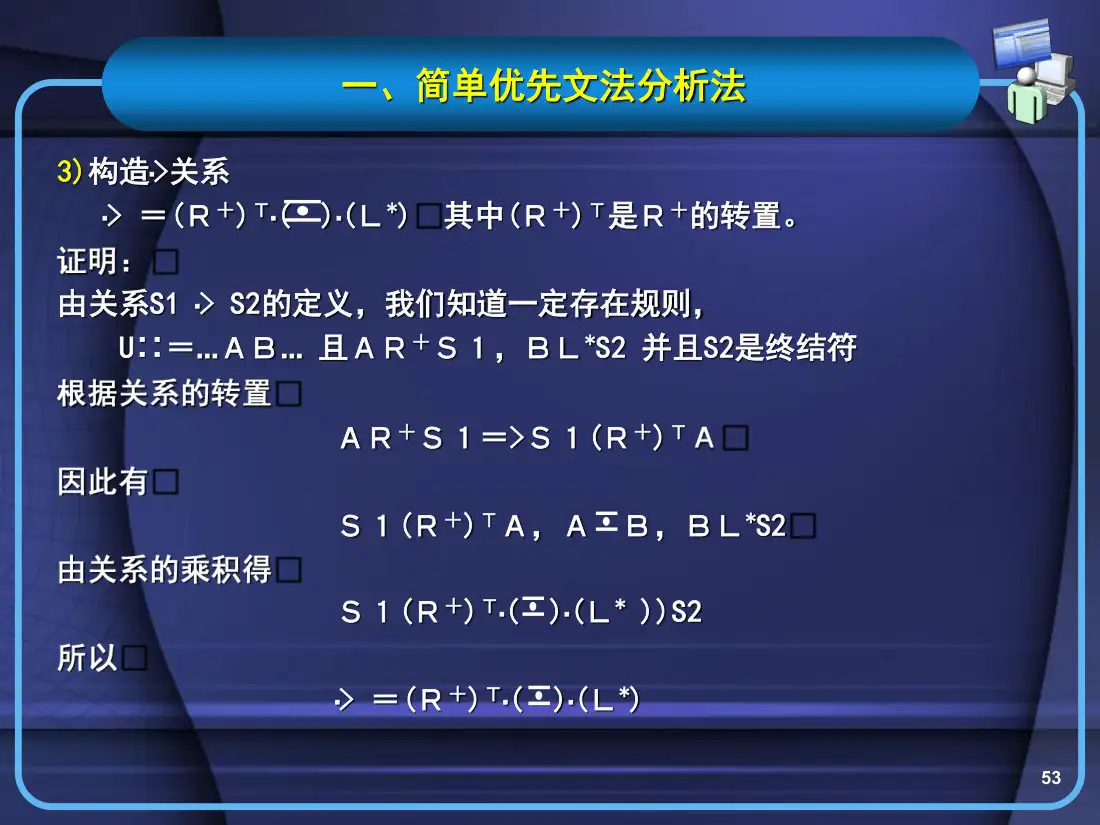 一、简单优先文法分析法
3)构造·>关系
·> ＝(Ｒ⁺)ᵀ·(≐)·(Ｌ*)□其中(Ｒ⁺)ᵀ是Ｒ⁺的转置。
证明：□
由关系S1 ·> S2的定义，我们知道一定存在规则，
U∷＝…ＡＢ… 且ＡＲ⁺Ｓ１，ＢＬ*S2 并且S2是终结符
根据关系的转置□
ＡＲ⁺Ｓ１＝>Ｓ１(Ｒ⁺)ᵀＡ□
因此有□
Ｓ１(Ｒ⁺)ᵀＡ，Ａ≐Ｂ，ＢＬ*S2□
由关系的乘积得□
Ｓ１(Ｒ⁺)ᵀ·(≐)·(Ｌ* ))S2
所以□
·> ＝(Ｒ⁺)ᵀ·(≐)·(Ｌ*)
53